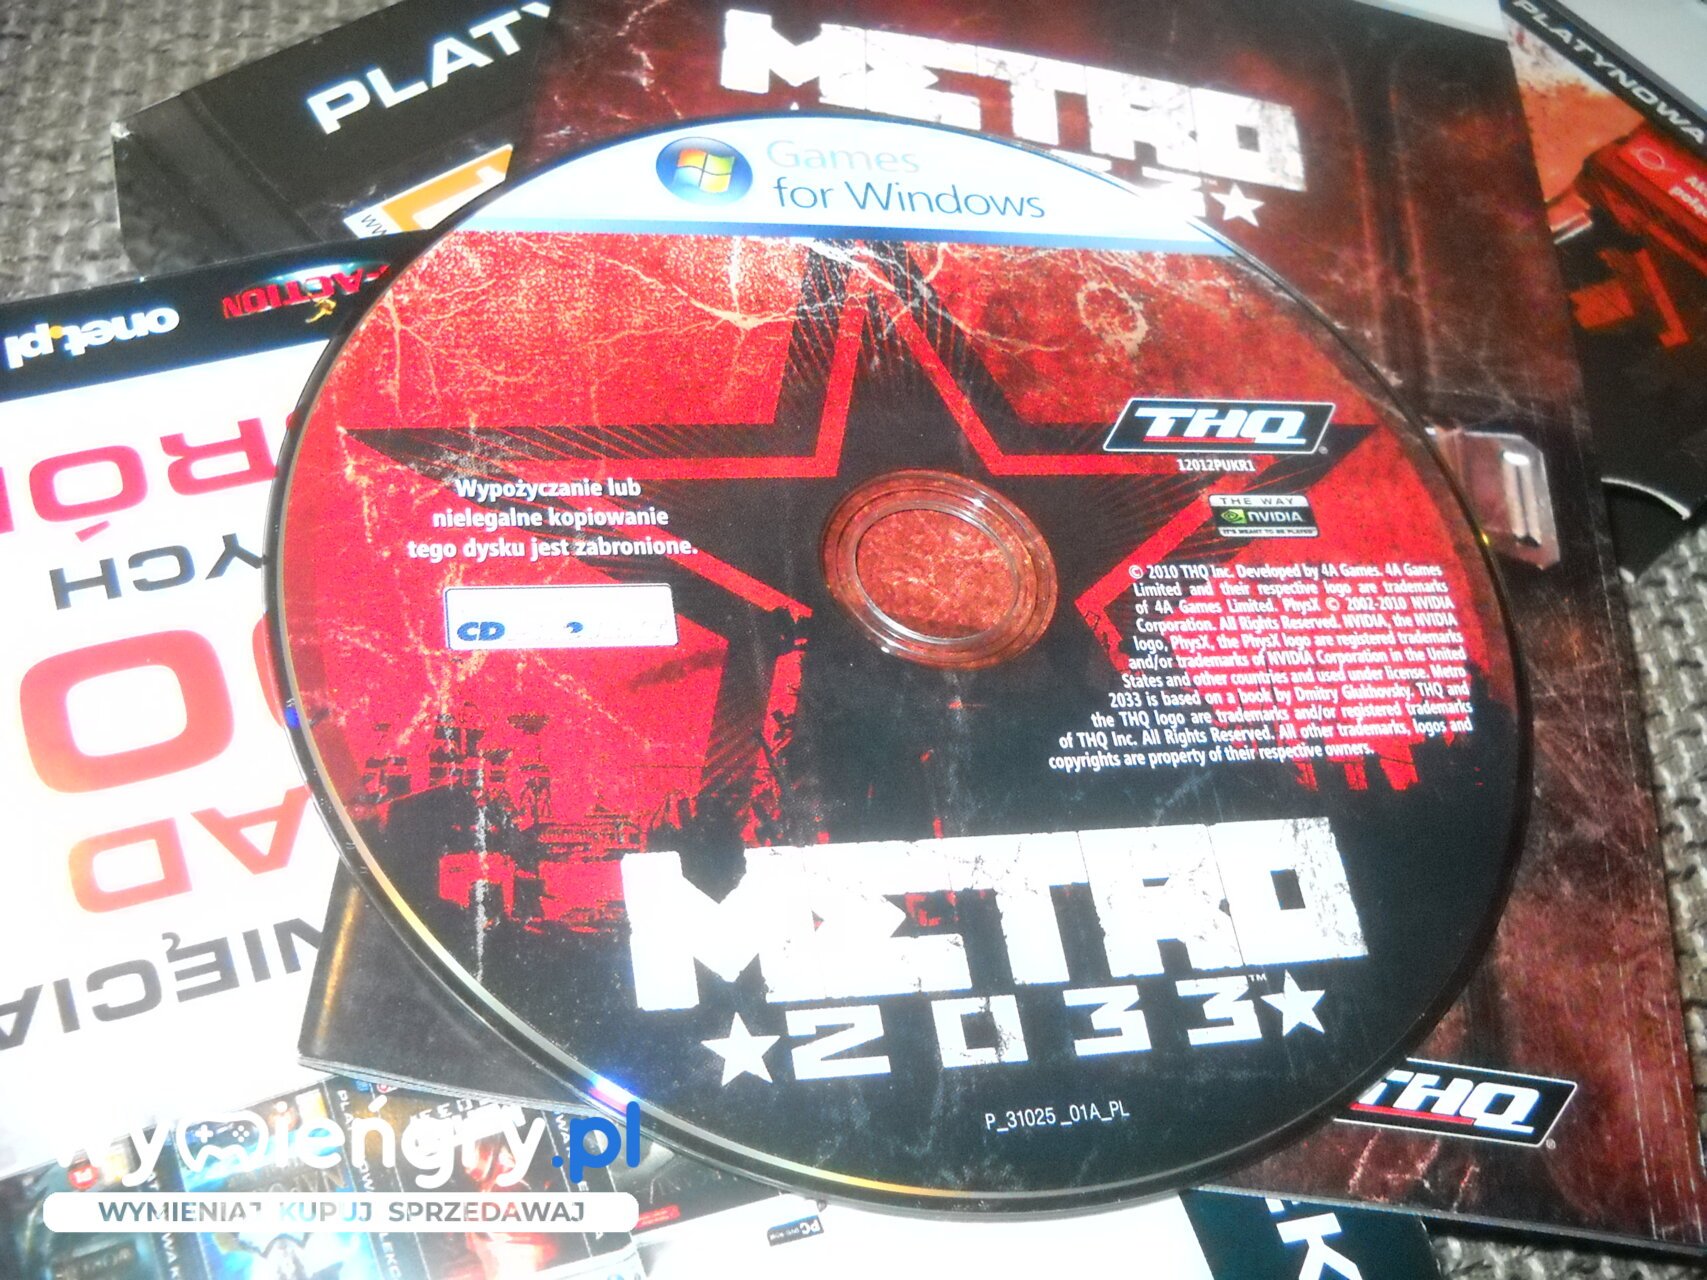 PLATY
METRO
PLATYNOWA
Games
for Windows
onet.pl
ACTION
THQ
12012PUKR1
THE WAY
NVIDIA
IT'S MEANT TO BE PLAYED
Wypożyczanie lub
nielegalne kopiowanie
tego dysku jest zabronione.
CD
© 2010 THQ Inc. Developed by 4A Games. 4A Games
Limited and their respective logo are trademarks
of 4A Games Limited. PhysX © 2002-2010 NVIDIA
Corporation. All Rights Reserved. NVIDIA, the NVIDIA
logo, PhysX, the PhysX logo are registered trademarks
and/or trademarks of NVIDIA Corporation in the United
States and other countries and used under license. Metro
2033 is based on a book by Dmitry Glukhovsky. THQ and
the THQ logo are trademarks and/or registered trademarks
of THQ Inc. All Rights Reserved. All other trademarks, logos and
copyrights are property of their respective owners.
YCH
AD
METRO
2033™
P_31025_01A_PL
THQ
wymieńgry.pl
WYMIENIAJ KUPUJ SPRZEDAWAJ